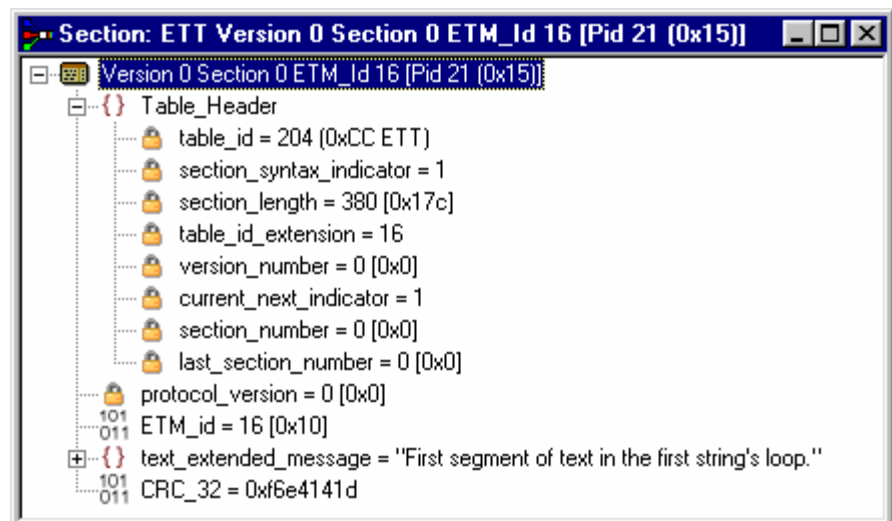 Section: ETT Version 0 Section 0 ETM_Id 16 [Pid 21 (0x15)]
Version 0 Section 0 ETM_Id 16 [Pid 21 (0x15)]
{} Table_Header
table_id = 204 (0xCC ETT)
section_syntax_indicator = 1
section_length = 380 [0x17c]
table_id_extension = 16
version_number = 0 [0x0]
current_next_indicator = 1
section_number = 0 [0x0]
last_section_number = 0 [0x0]
protocol_version = 0 [0x0]
101
011 ETM_id = 16 [0x10]
{} text_extended_message = "First segment of text in the first string's loop."
101
011 CRC_32 = 0xf6e4141d